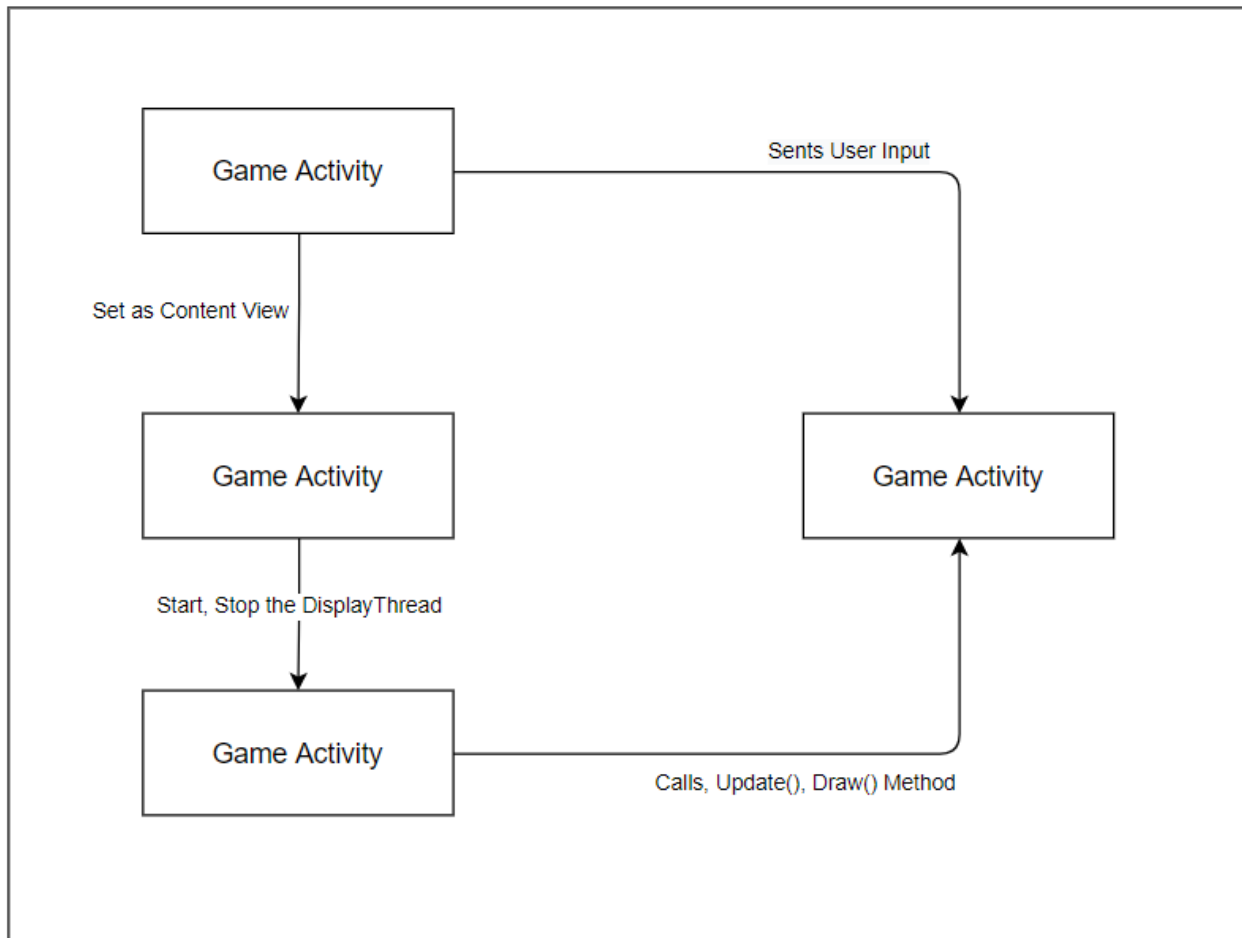 Game Activity
Sents User Input
Set as Content View
Game Activity
Game Activity
Start, Stop the DisplayThread
Game Activity
Calls, Update(), Draw() Method